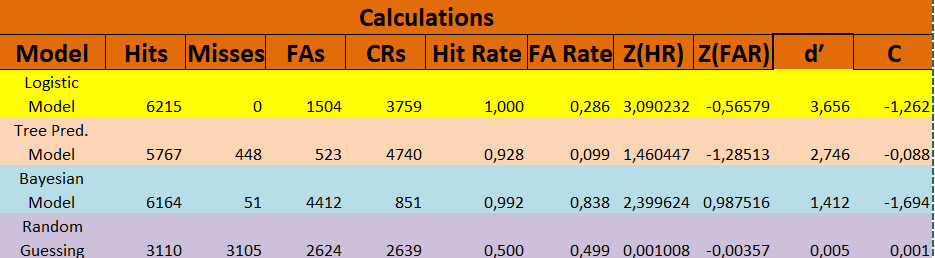 Calculations
Model Hits Misses FAs CRs Hit Rate FA Rate Z(HR) Z(FAR) d′ C
Logistic
Model 6215 0 1504 3759 1,000 0,286 3,090232 -0,56579 3,656 -1,262
Tree Pred.
Model 5767 448 523 4740 0,928 0,099 1,460447 -1,28513 2,746 -0,088
Bayesian
Model 6164 51 4412 851 0,992 0,838 2,399624 0,987516 1,412 -1,694
Random
Guessing 3110 3105 2624 2639 0,500 0,499 0,001008 -0,00357 0,005 0,001